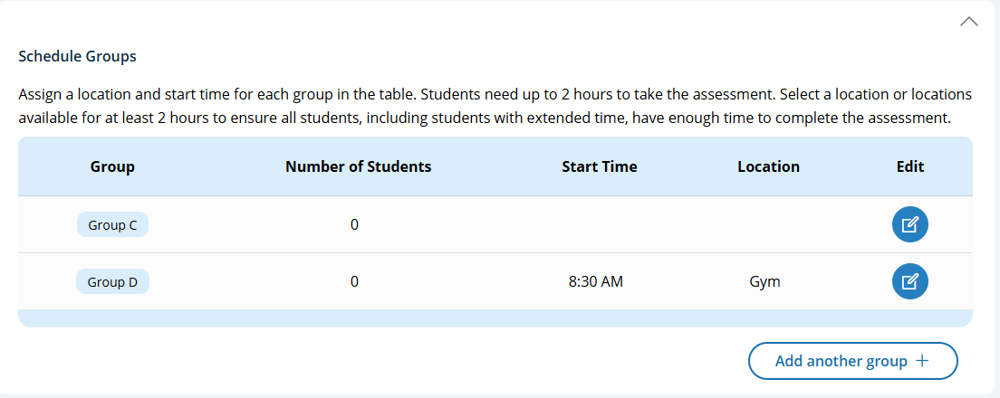 Schedule Groups
Assign a location and start time for each group in the table. Students need up to 2 hours to take the assessment. Select a location or locations
available for at least 2 hours to ensure all students, including students with extended time, have enough time to complete the assessment.
Group Number of Students Start Time Location Edit
Group C 0
Group D 0 8:30 AM Gym
Add another group +